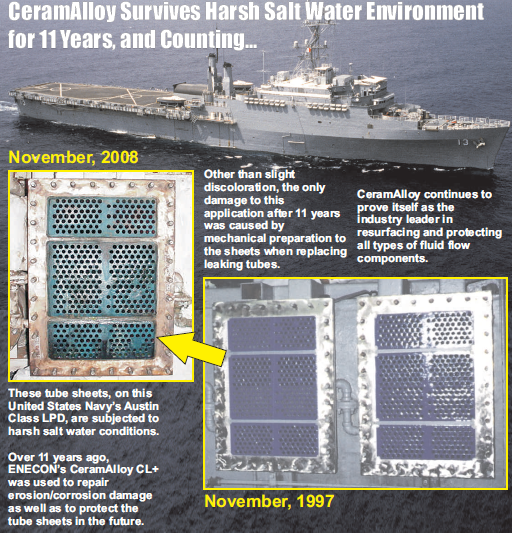 CeramAlloy Survives Harsh Salt Water Environment
for 11 Years, and Counting...
13
November, 2008
Other than slight
discoloration, the only
damage to this
application after 11 years
was caused by
mechanical preparation to
the sheets when replacing
leaking tubes.
CeramAlloy continues to
prove itself as the
industry leader in
resurfacing and protecting
all types of fluid flow
components.
These tube sheets, on this
United States Navy's Austin
Class LPD, are subjected to
harsh salt water conditions.
Over 11 years ago,
ENECON's CeramAlloy CL+
was used to repair
erosion/corrosion damage
as well as to protect the
tube sheets in the future.
November, 1997